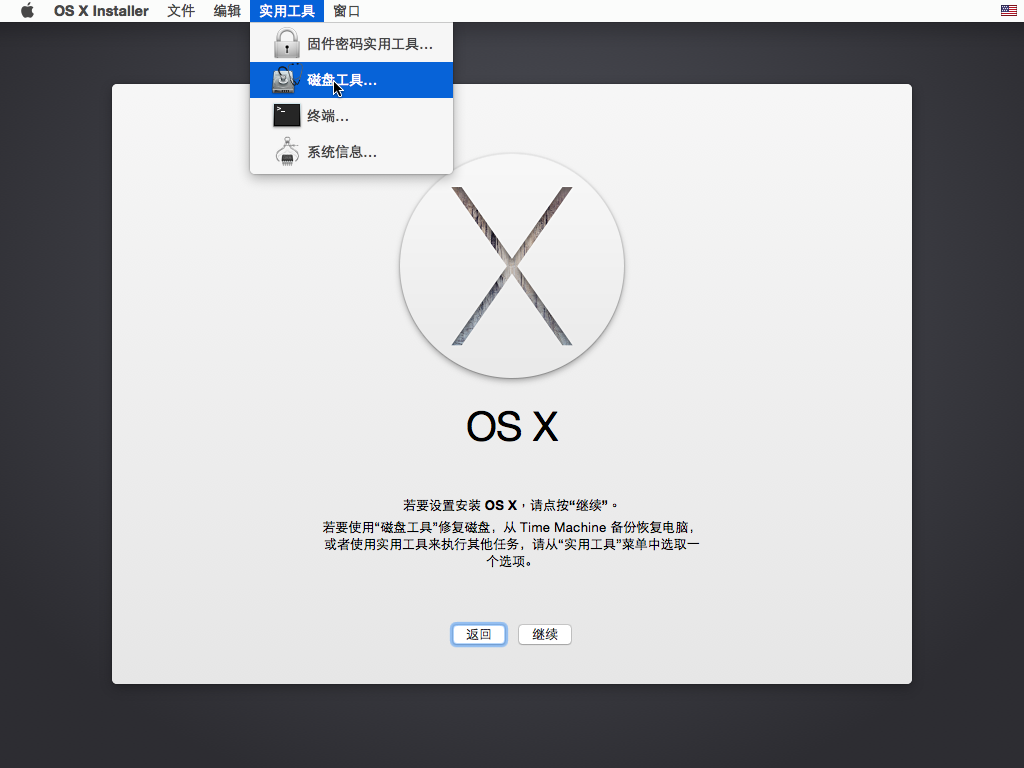 OS X Installer 文件 编辑 实用工具 窗口
固件密码实用工具...
磁盘工具...
>_
终端...
系统信息...
OS X
若要设置安装 OS X，请点按“继续”。
若要使用“磁盘工具”修复磁盘，从 Time Machine 备份恢复电脑，
或者使用实用工具来执行其他任务，请从“实用工具”菜单中选取一
个选项。
返回 继续